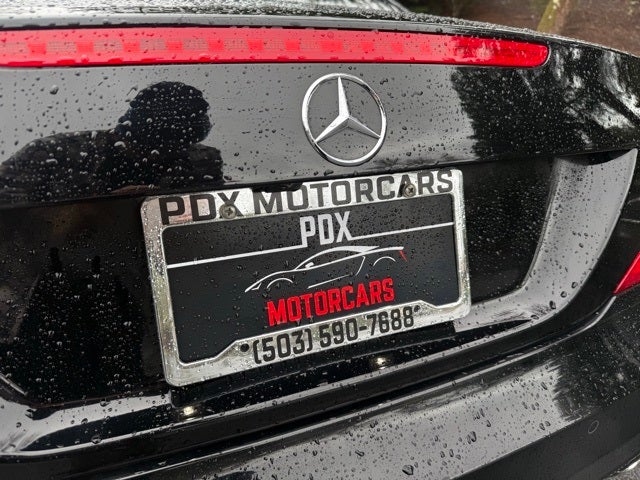 PDX MOTORCARS
PDX
MOTORCARS
(503) 590-7688